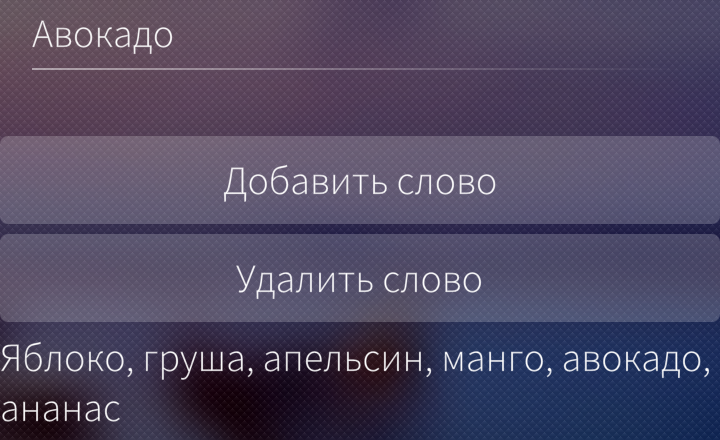 Авокадо
Добавить слово
Удалить слово
Яблоко, груша, апельсин, манго, авокадо,
ананас